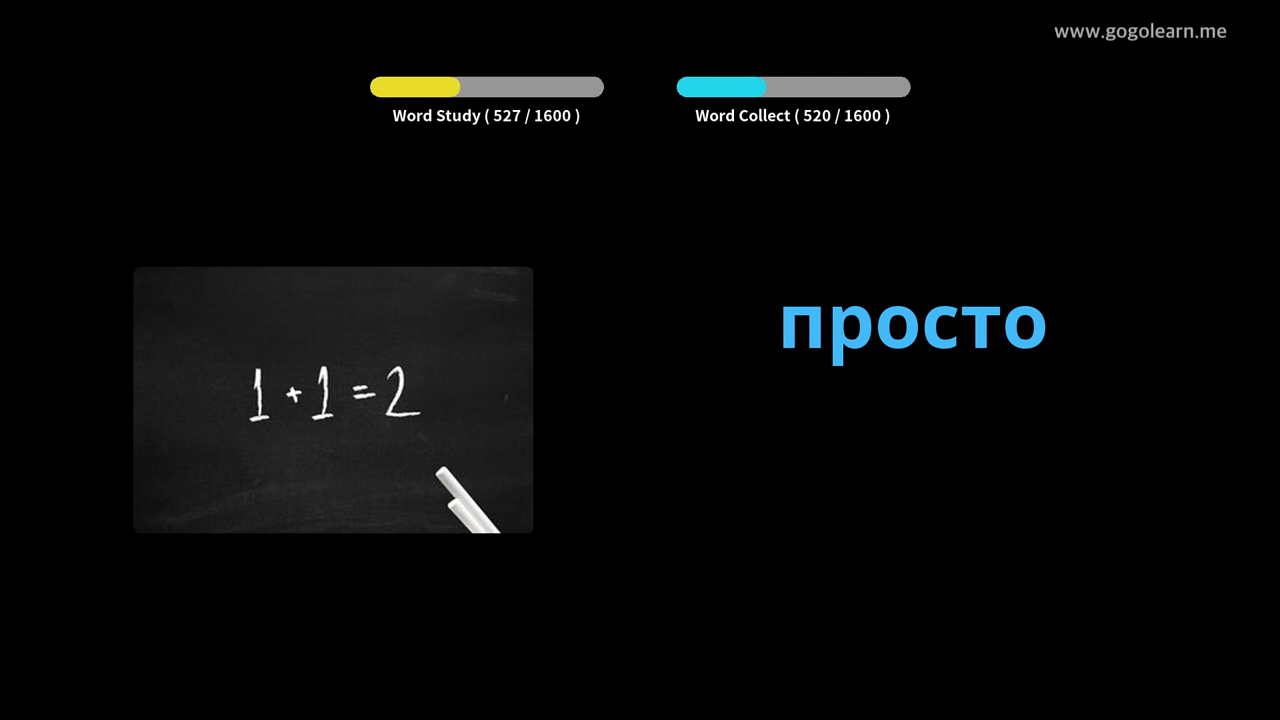 www.gogolearn.me
Word Study ( 527 / 1600 )
Word Collect ( 520 / 1600 )
1 + 1 = 2
просто